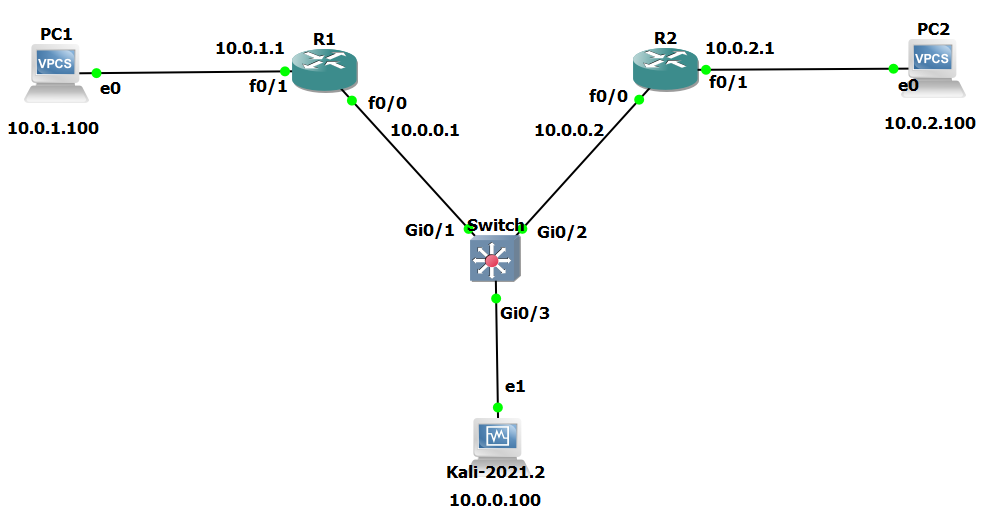 PC1
VPCS
e0
10.0.1.100
10.0.1.1
R1
f0/1
f0/0
10.0.0.1
R2
10.0.2.1
f0/0
f0/1
10.0.0.2
PC2
VPCS
e0
10.0.2.100
Switch
Gi0/1
Gi0/2
Gi0/3
e1
Kali-2021.2
10.0.0.100